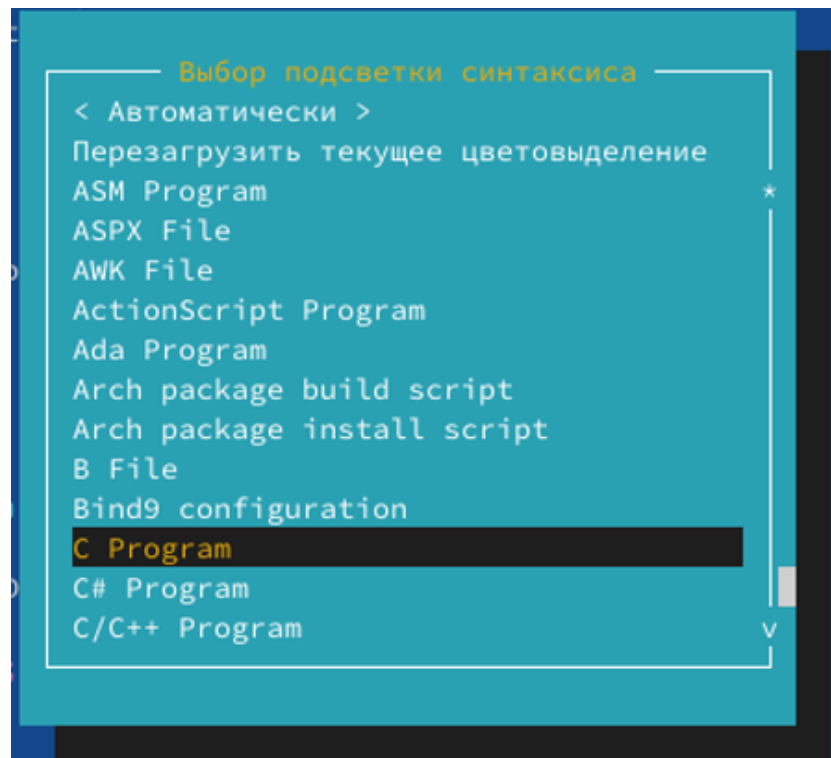 Выбор подсветки синтаксиса
< Автоматически >
Перезагрузить текущее цветовыделение
ASM Program
ASPX File
AWK File
ActionScript Program
Ada Program
Arch package build script
Arch package install script
B File
Bind9 configuration
C Program
C# Program
C/C++ Program